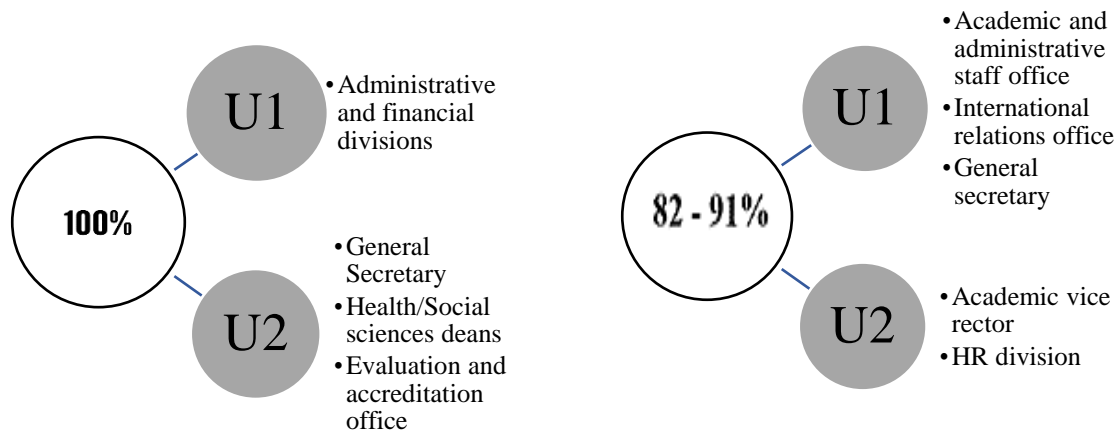 100%
U1
•Administrative
and financial
divisions
U2
•General
Secretary
•Health/Social
sciences deans
•Evaluation and
accreditation
office
82 - 91%
U1
•Academic and
administrative
staff office
•International
relations office
•General
secretary
U2
•Academic vice
rector
•HR division